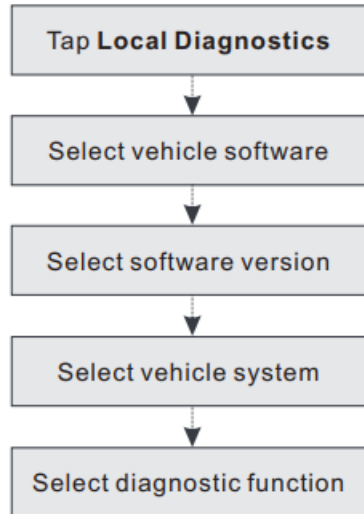 Tap Local Diagnostics
Select vehicle software
Select software version
Select vehicle system
Select diagnostic function